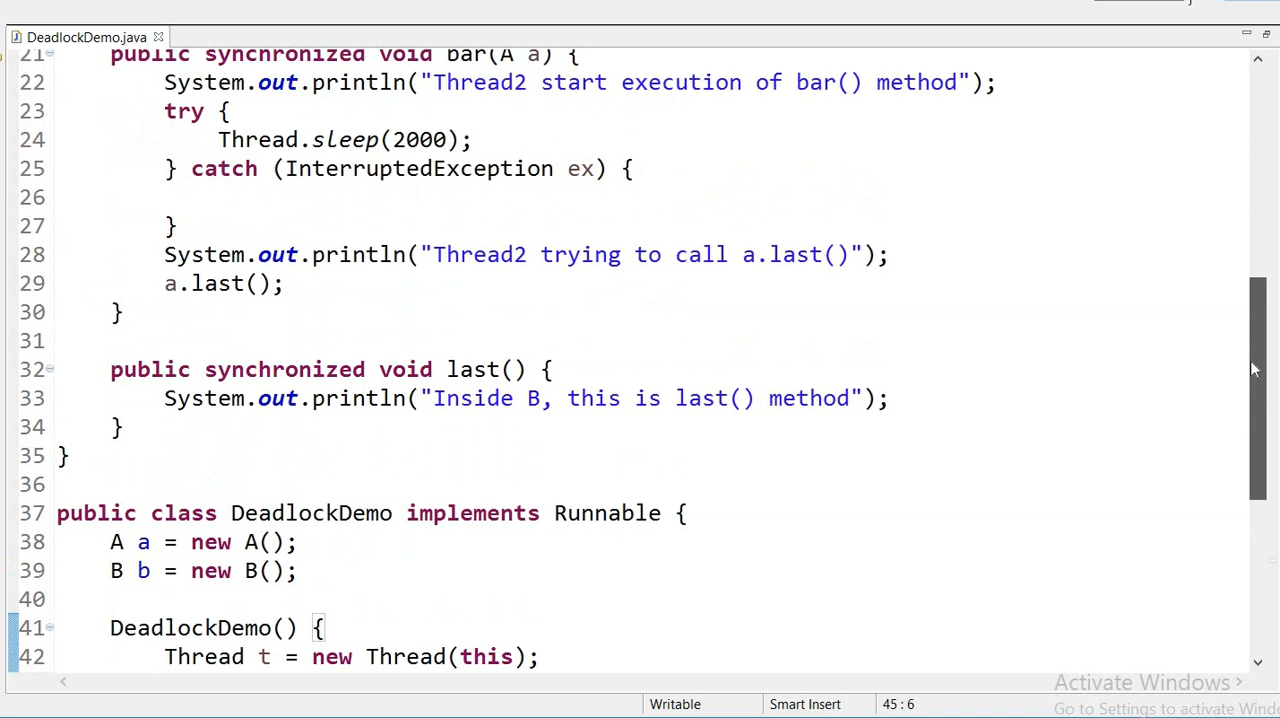 DeadlockDemo.java
21 public synchronized void bar(A a) {
22 System.out.println("Thread2 start execution of bar() method");
23 try {
24 Thread.sleep(2000);
25 } catch (InterruptedException ex) {
26
27 }
28 System.out.println("Thread2 trying to call a.last()");
29 a.last();
30 }
31
32 public synchronized void last() {
33 System.out.println("Inside B, this is last() method");
34 }
35 }
36
37 public class DeadlockDemo implements Runnable {
38 A a = new A();
39 B b = new B();
40
41 DeadlockDemo() {
42 Thread t = new Thread(this);
Activate Windows
Go to Settings to activate Wind
Writable Smart Insert 45 : 6